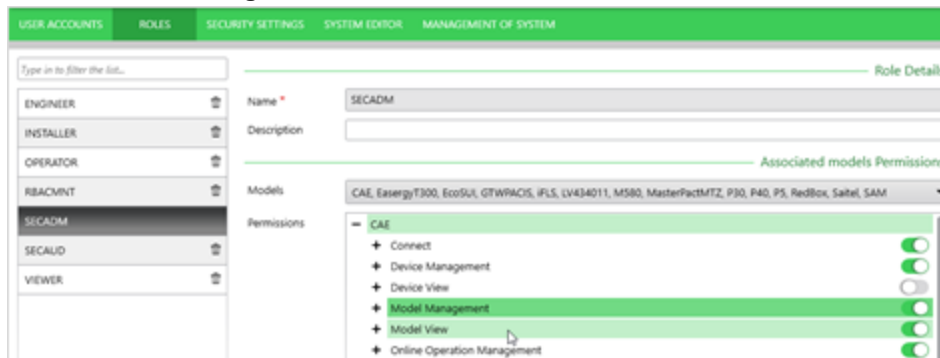 USER ACCOUNTS ROLES SECURITY SETTINGS SYSTEM EDITOR MANAGEMENT OF SYSTEM
Type in to filter the list...
Role Details
ENGINEER
Name * SECADM
INSTALLER
Description
OPERATOR
Associated models Permissions
RBACMNT
Models CAE, EasergyT300, EcoSUI, GTWPACIS, iFLS, LV434011, M580, MasterPactMTZ, P30, P40, P5, RedBox, Saitel, SAM
SECADM
Permissions
− CAE
SECAUD
+ Connect
VIEWER
+ Device Management
+ Device View
+ Model Management
+ Model View
+ Online Operation Management